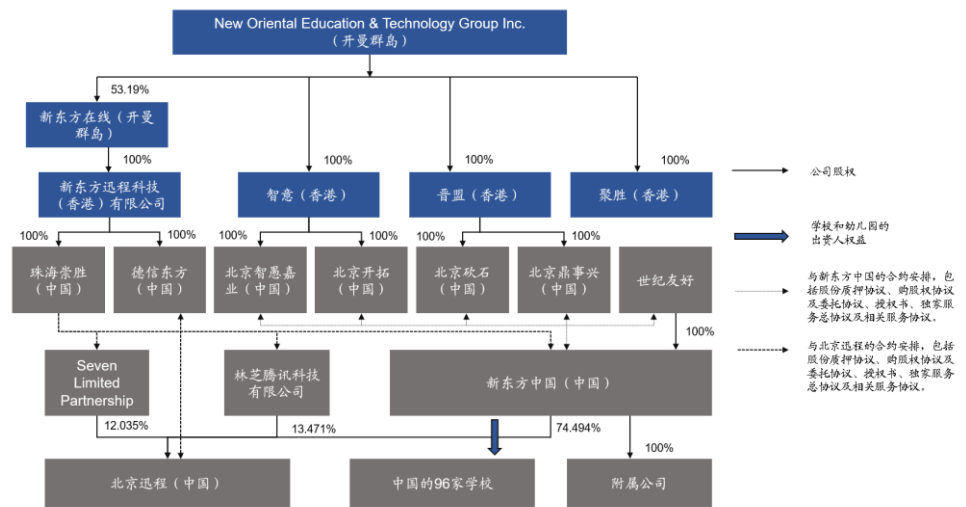 New Oriental Education & Technology Group Inc.
（开曼群岛）
53.19%
新东方在线（开曼
群岛）
100%
100%
100%
100%
新东方迅程科技
（香港）有限公司
智意（香港）
晋盟（香港）
聚胜（香港）
公司股权
100%
100%
100%
100%
100%
100%
学校和幼儿园的
出资人权益
珠海崇胜
（中国）
德信东方
（中国）
北京智愚嘉
业（中国）
北京开拓
（中国）
北京砍石
（中国）
北京鼎事兴
（中国）
世纪友好
与新东方中国的合约安排，包
括股份质押协议、购股权协议
及委托协议、授权书、独家服
务总协议及相关服务协议。
100%
Seven
Limited
Partnership
林芝腾讯科技
有限公司
新东方中国（中国）
与北京迅程的合约安排，包括
股份质押协议、购股权协议及
委托协议、授权书、独家服务
总协议及相关服务协议。
12.035%
13.471%
74.494%
100%
北京迅程（中国）
中国的96家学校
附属公司